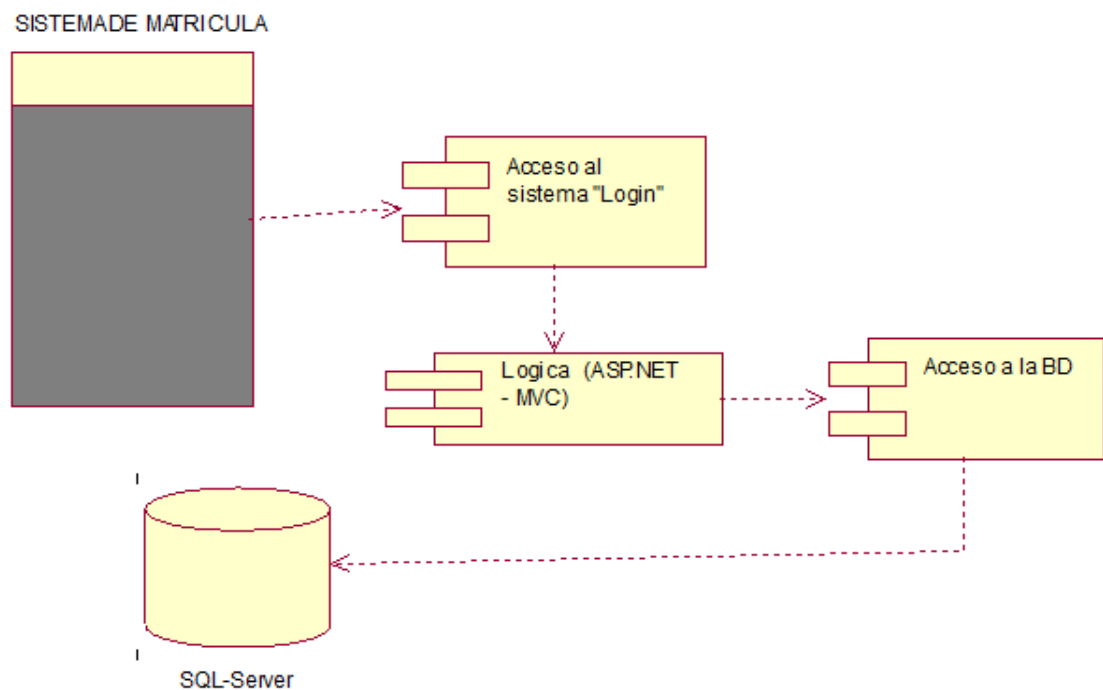 SISTEMADE MATRICULA
Acceso al
sistema "Login"
Logica (ASP.NET
- MVC)
Acceso a la BD
SQL-Server